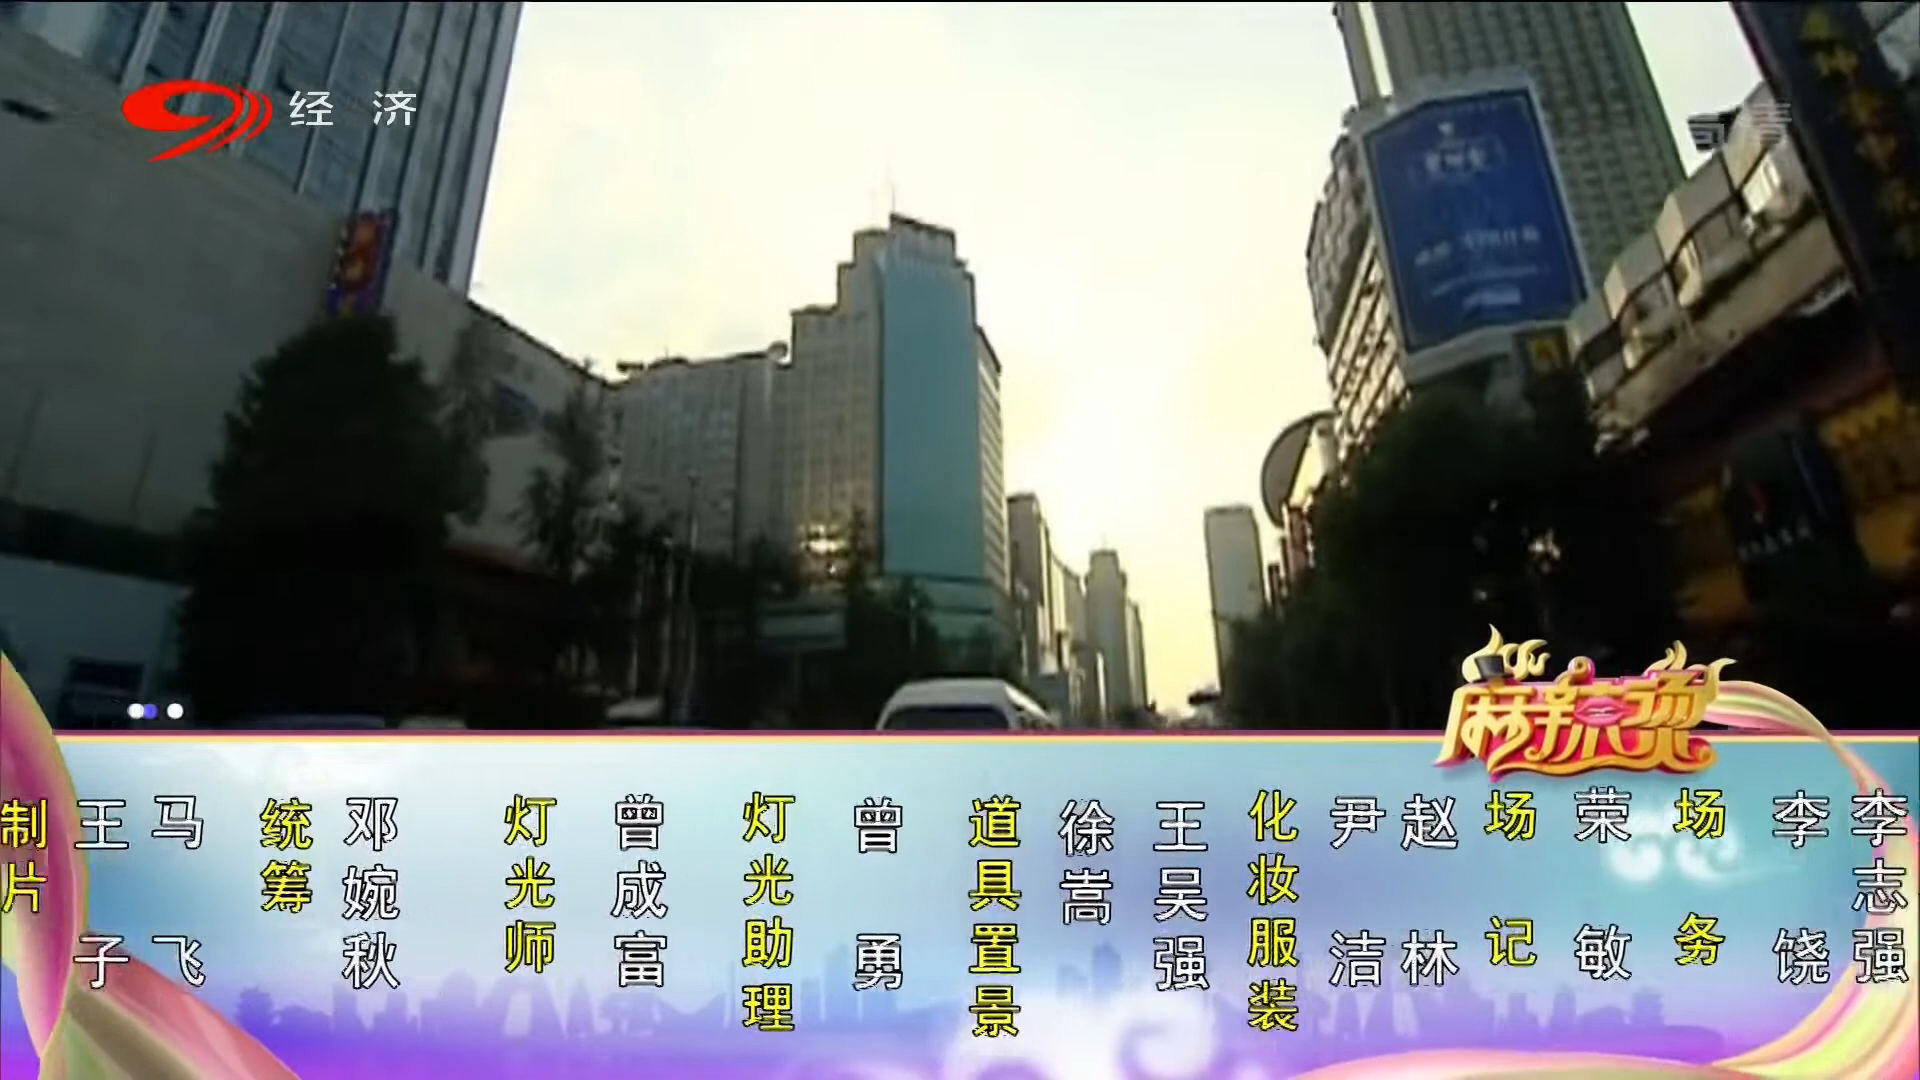 经 济
麻辣烫
制片
王子
马飞
统筹
邓婉秋
灯光师
曾成富
灯光助理
曾勇
道具置景
徐嵩
王吴强
化妆服装
尹洁
赵林
场记
荣敏
场务
李饶
李志强